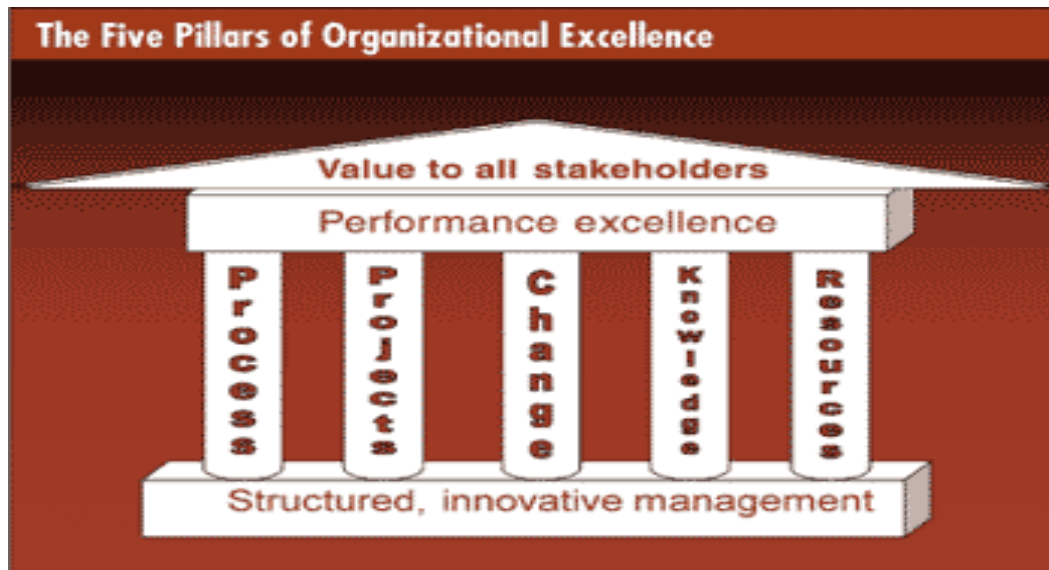 The Five Pillars of Organizational Excellence
Value to all stakeholders
Performance excellence
Process
Projects
Change
Knowledge
Resources
Structured, innovative management